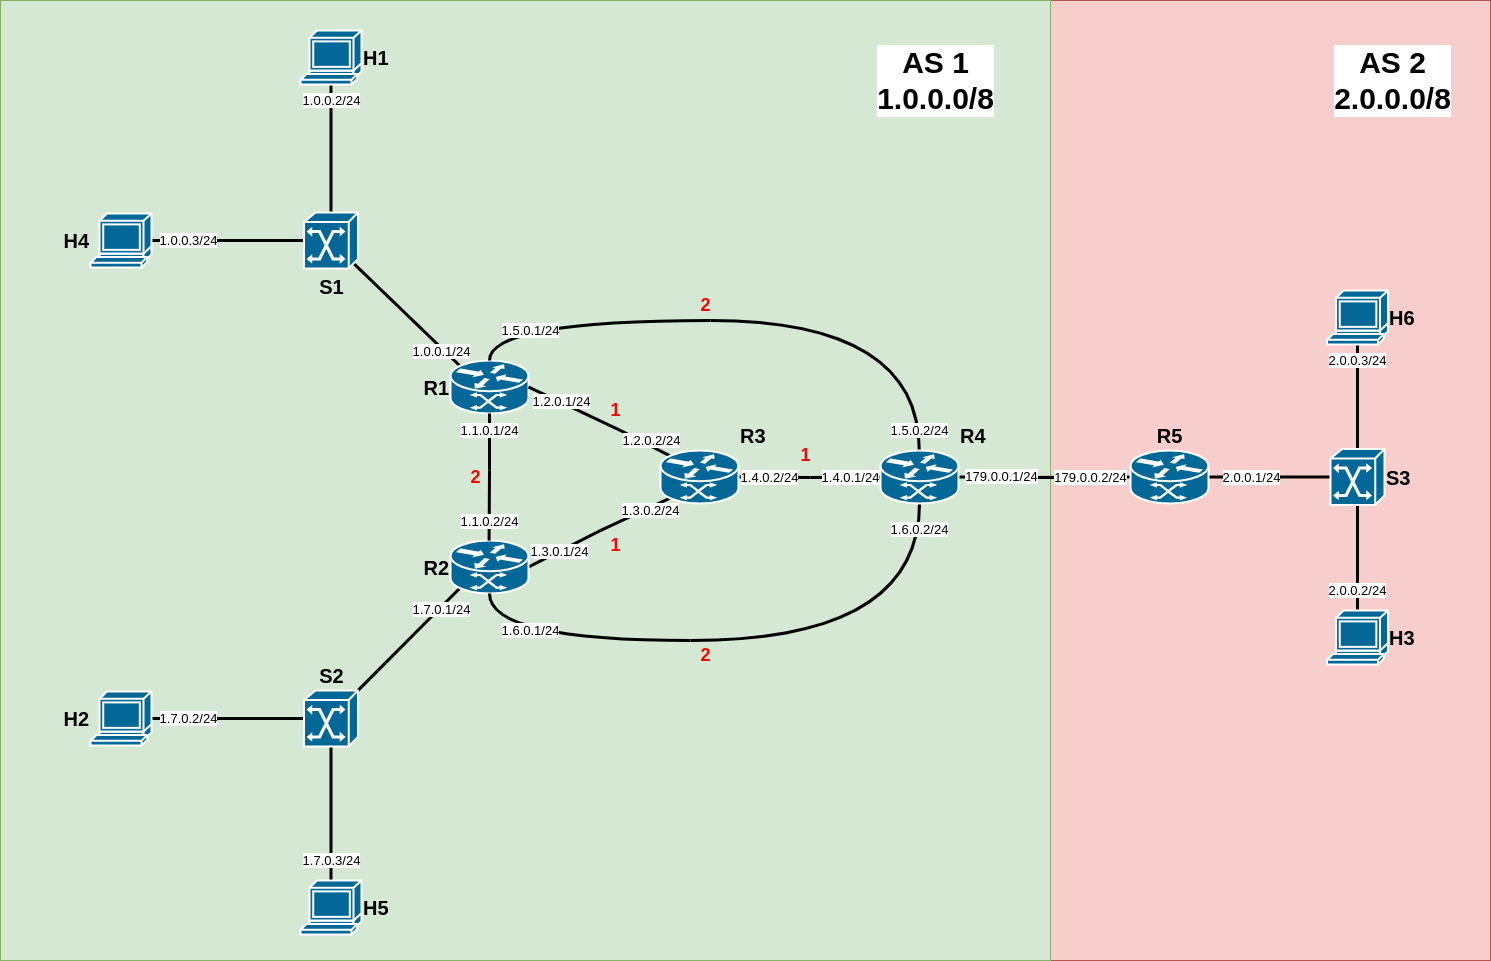 H1
AS 1
1.0.0.0/8
AS 2
2.0.0.0/8
1.0.0.2/24
H4
1.0.0.3/24
S1
2
H6
1.5.0.1/24
1.0.0.1/24
2.0.0.3/24
R1
1.2.0.1/24
1
1.1.0.1/24
1.5.0.2/24
1.2.0.2/24
R3
R4
R5
1
2
1.4.0.2/24
1.4.0.1/24
179.0.0.1/24
179.0.0.2/24
2.0.0.1/24
S3
1.3.0.2/24
1.1.0.2/24
1.6.0.2/24
1
1.3.0.1/24
R2
2.0.0.2/24
1.7.0.1/24
1.6.0.1/24
H3
2
S2
H2
1.7.0.2/24
1.7.0.3/24
H5